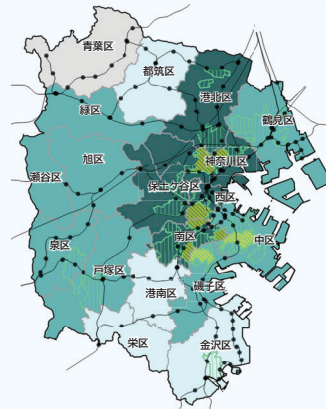 青葉区
都筑区
港北区
緑区
鶴見区
旭区
神奈川区
瀬谷区
保土ケ谷区
西区
泉区
南区
中区
戸塚区
港南区
磯子区
栄区
金沢区